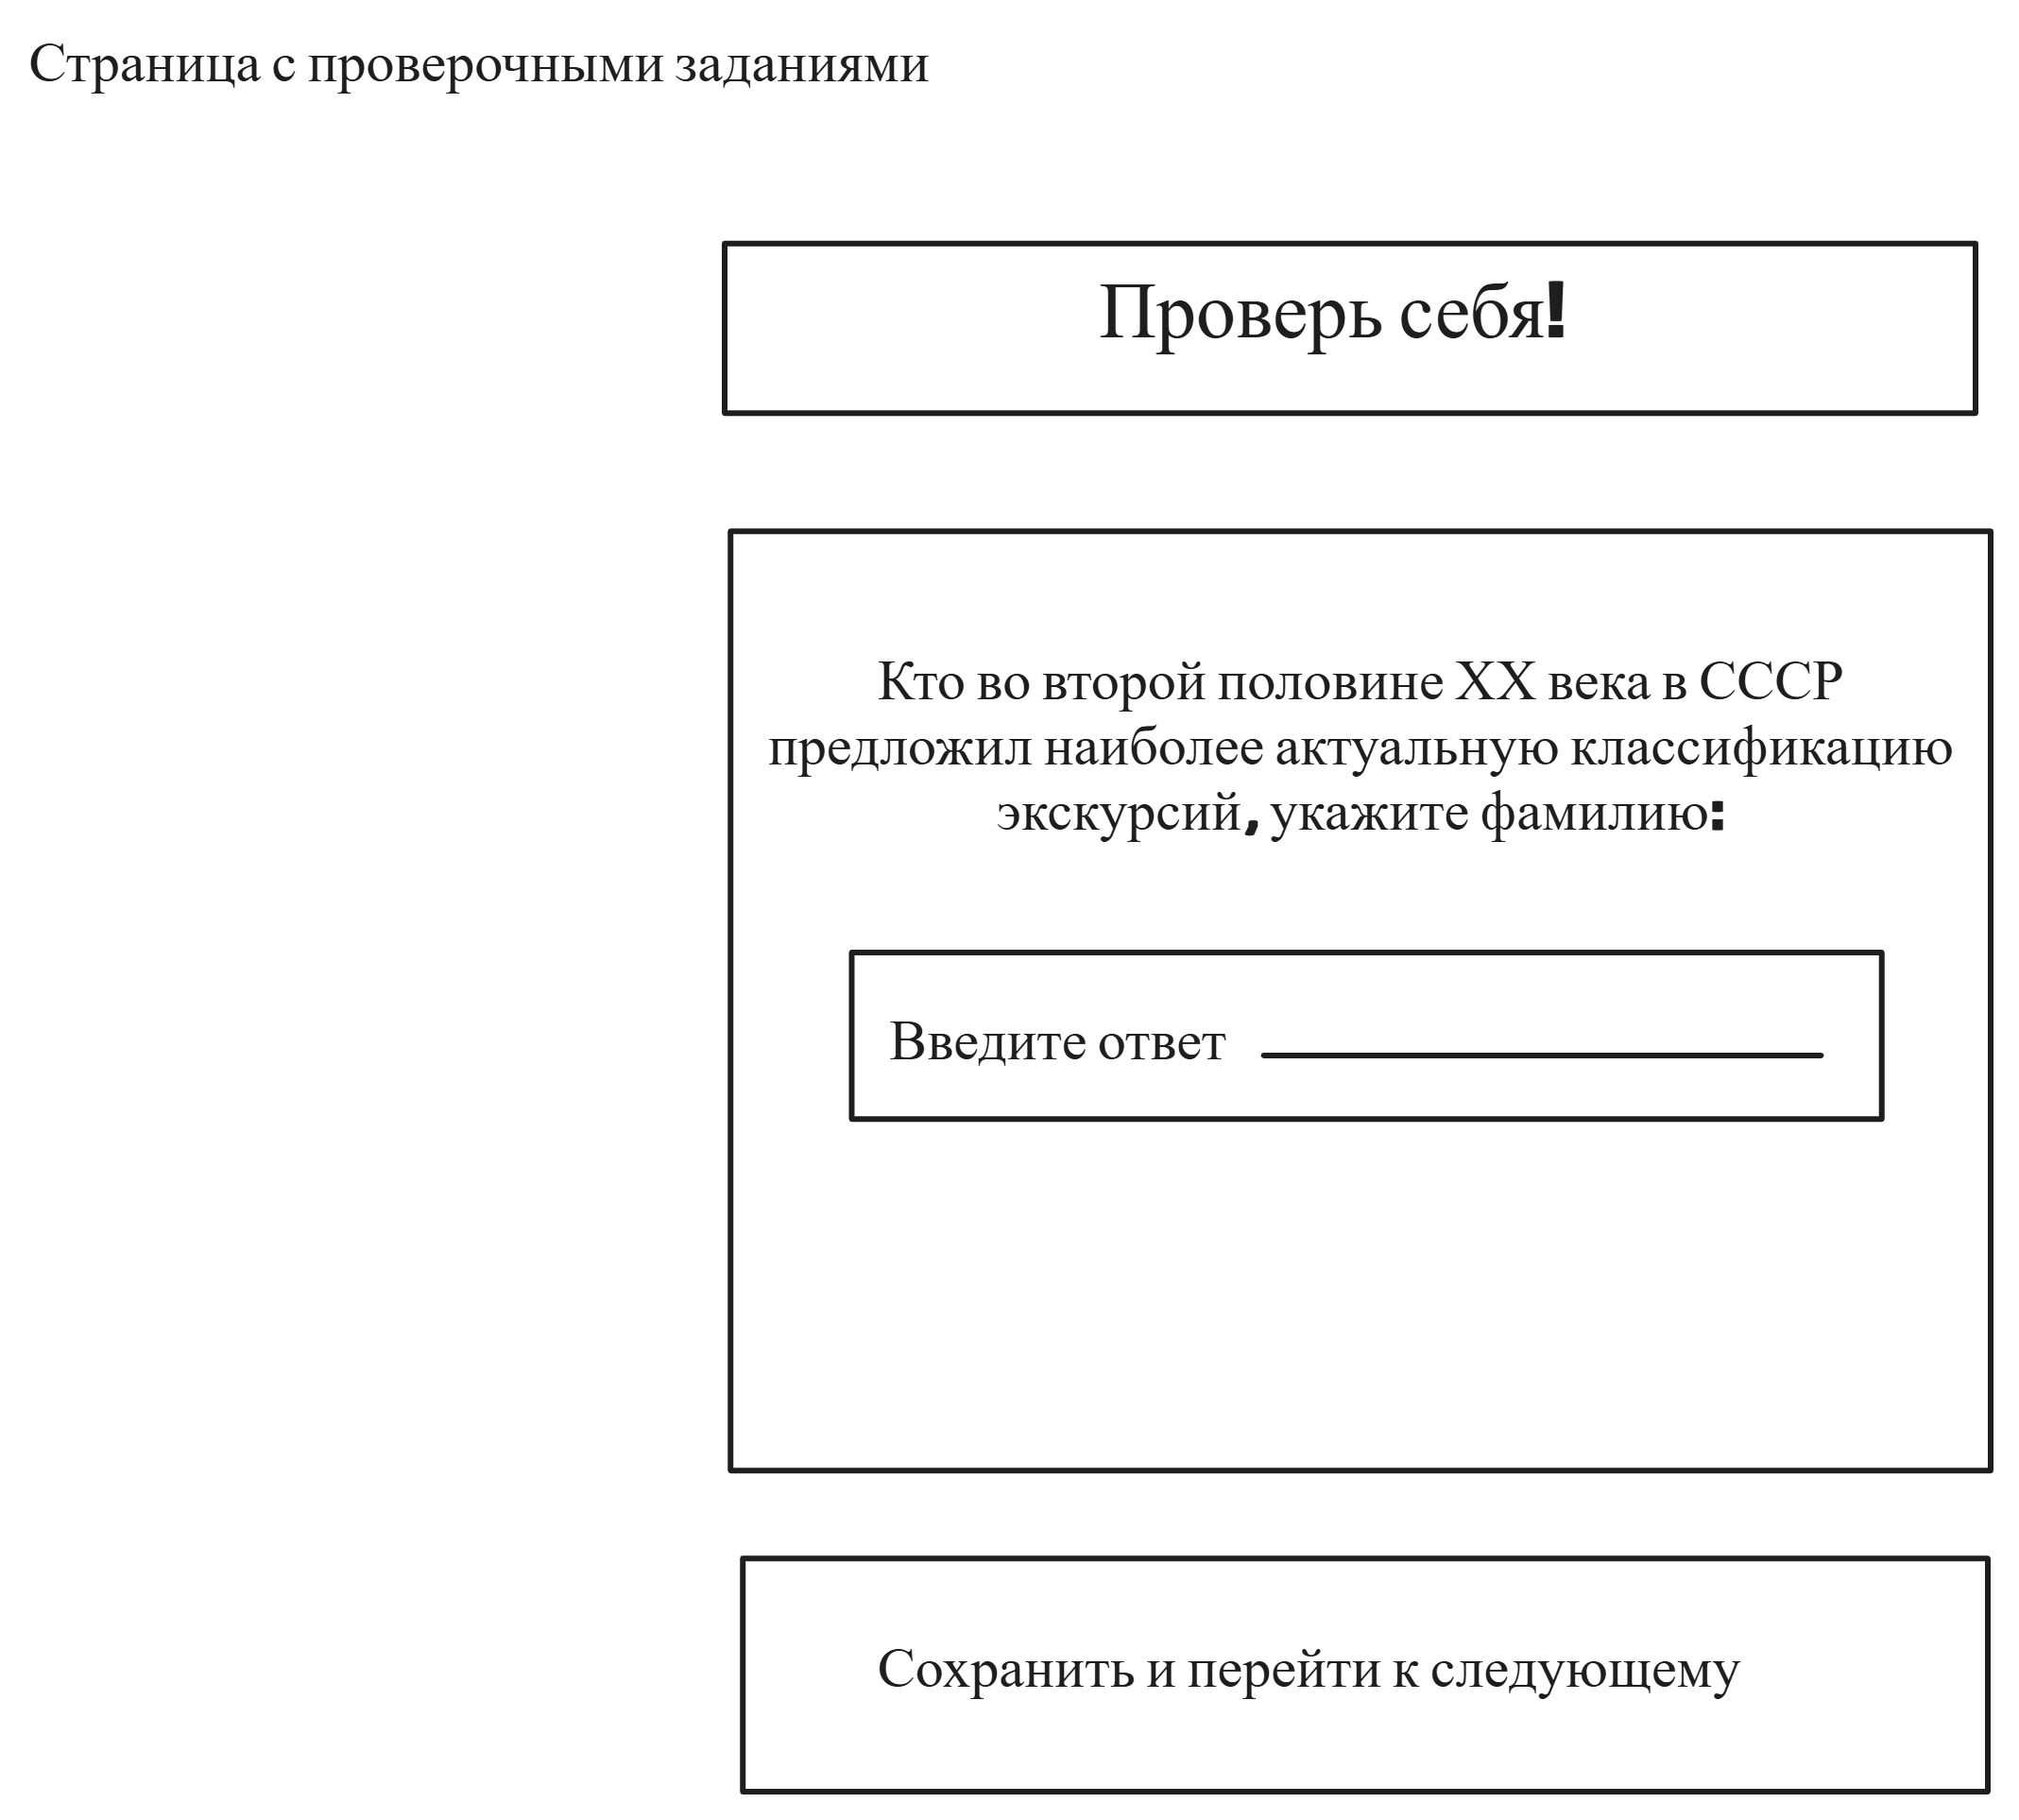 Страница с проверочными заданиями
Проверь себя!
Кто во второй половине XX века в СССР
предложил наиболее актуальную классификацию
экскурсий, укажите фамилию:
Введите ответ
Сохранить и перейти к следующему